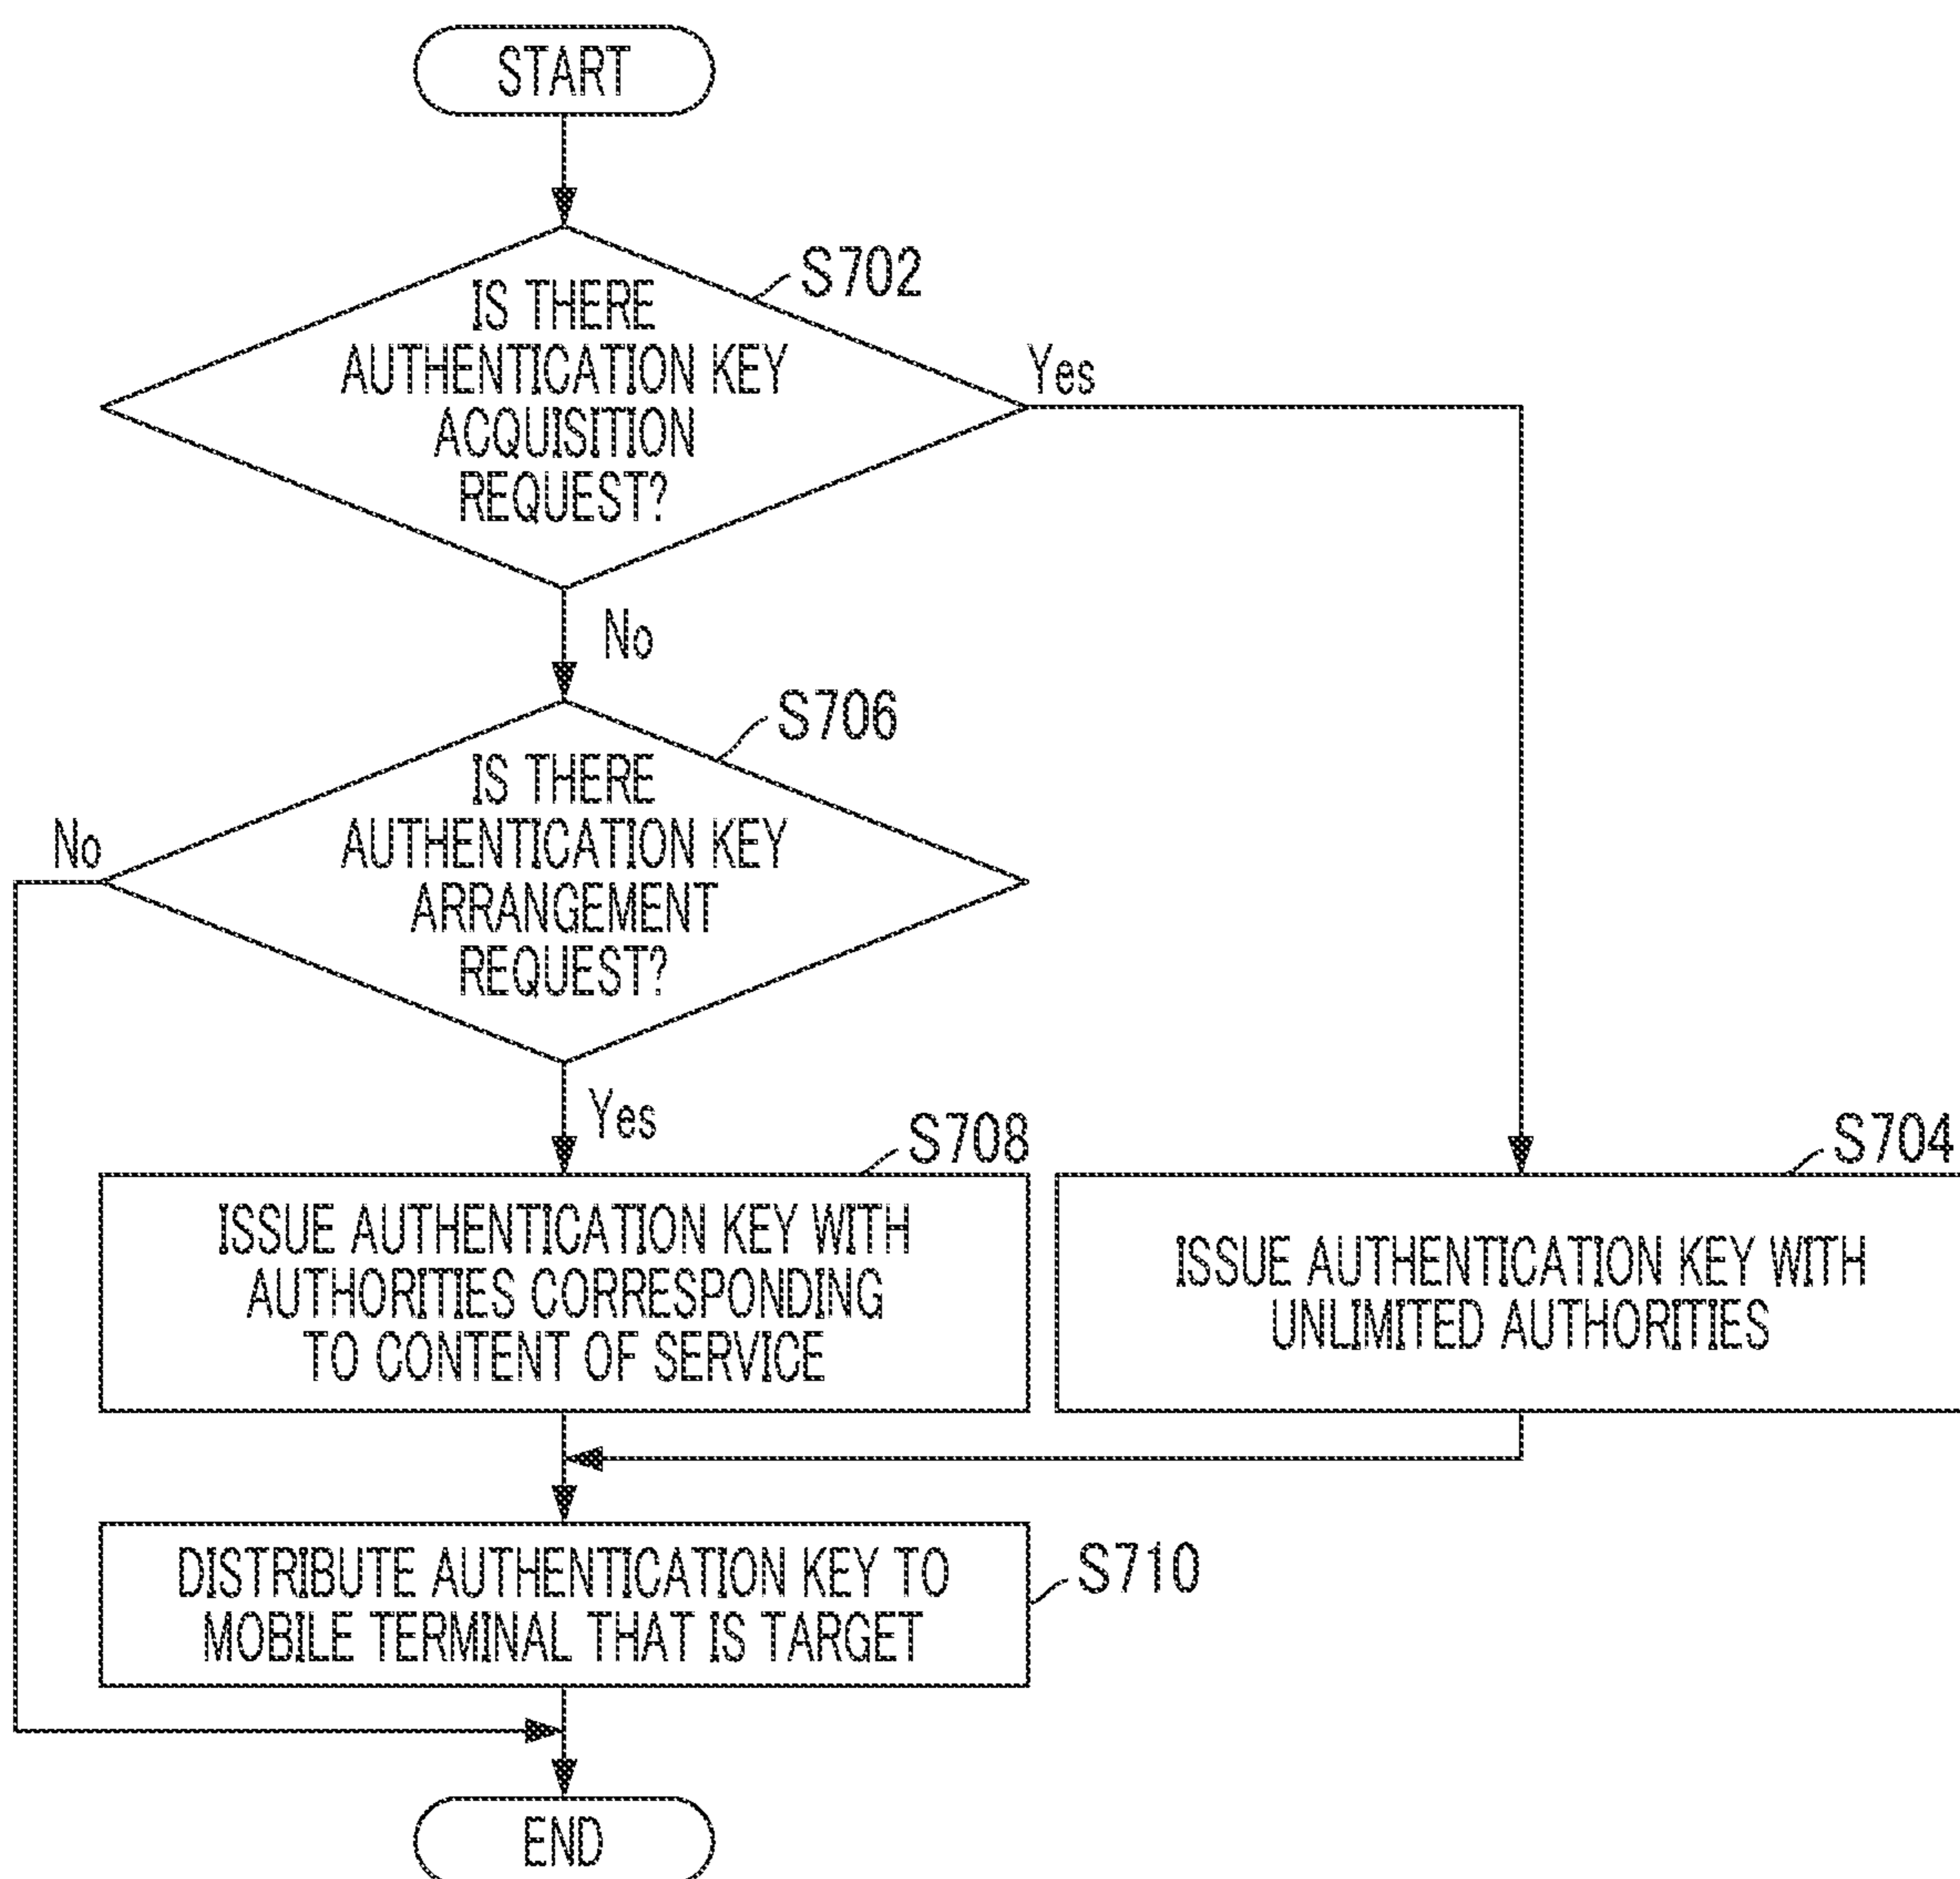 START
S702
IS THERE
AUTHENTICATION KEY
ACQUISITION
REQUEST?
Yes
No
S706
IS THERE
AUTHENTICATION KEY
ARRANGEMENT
REQUEST?
No
Yes
S708
ISSUE AUTHENTICATION KEY WITH
AUTHORITIES CORRESPONDING
TO CONTENT OF SERVICE
S704
ISSUE AUTHENTICATION KEY WITH
UNLIMITED AUTHORITIES
DISTRIBUTE AUTHENTICATION KEY TO
MOBILE TERMINAL THAT IS TARGET
S710
END